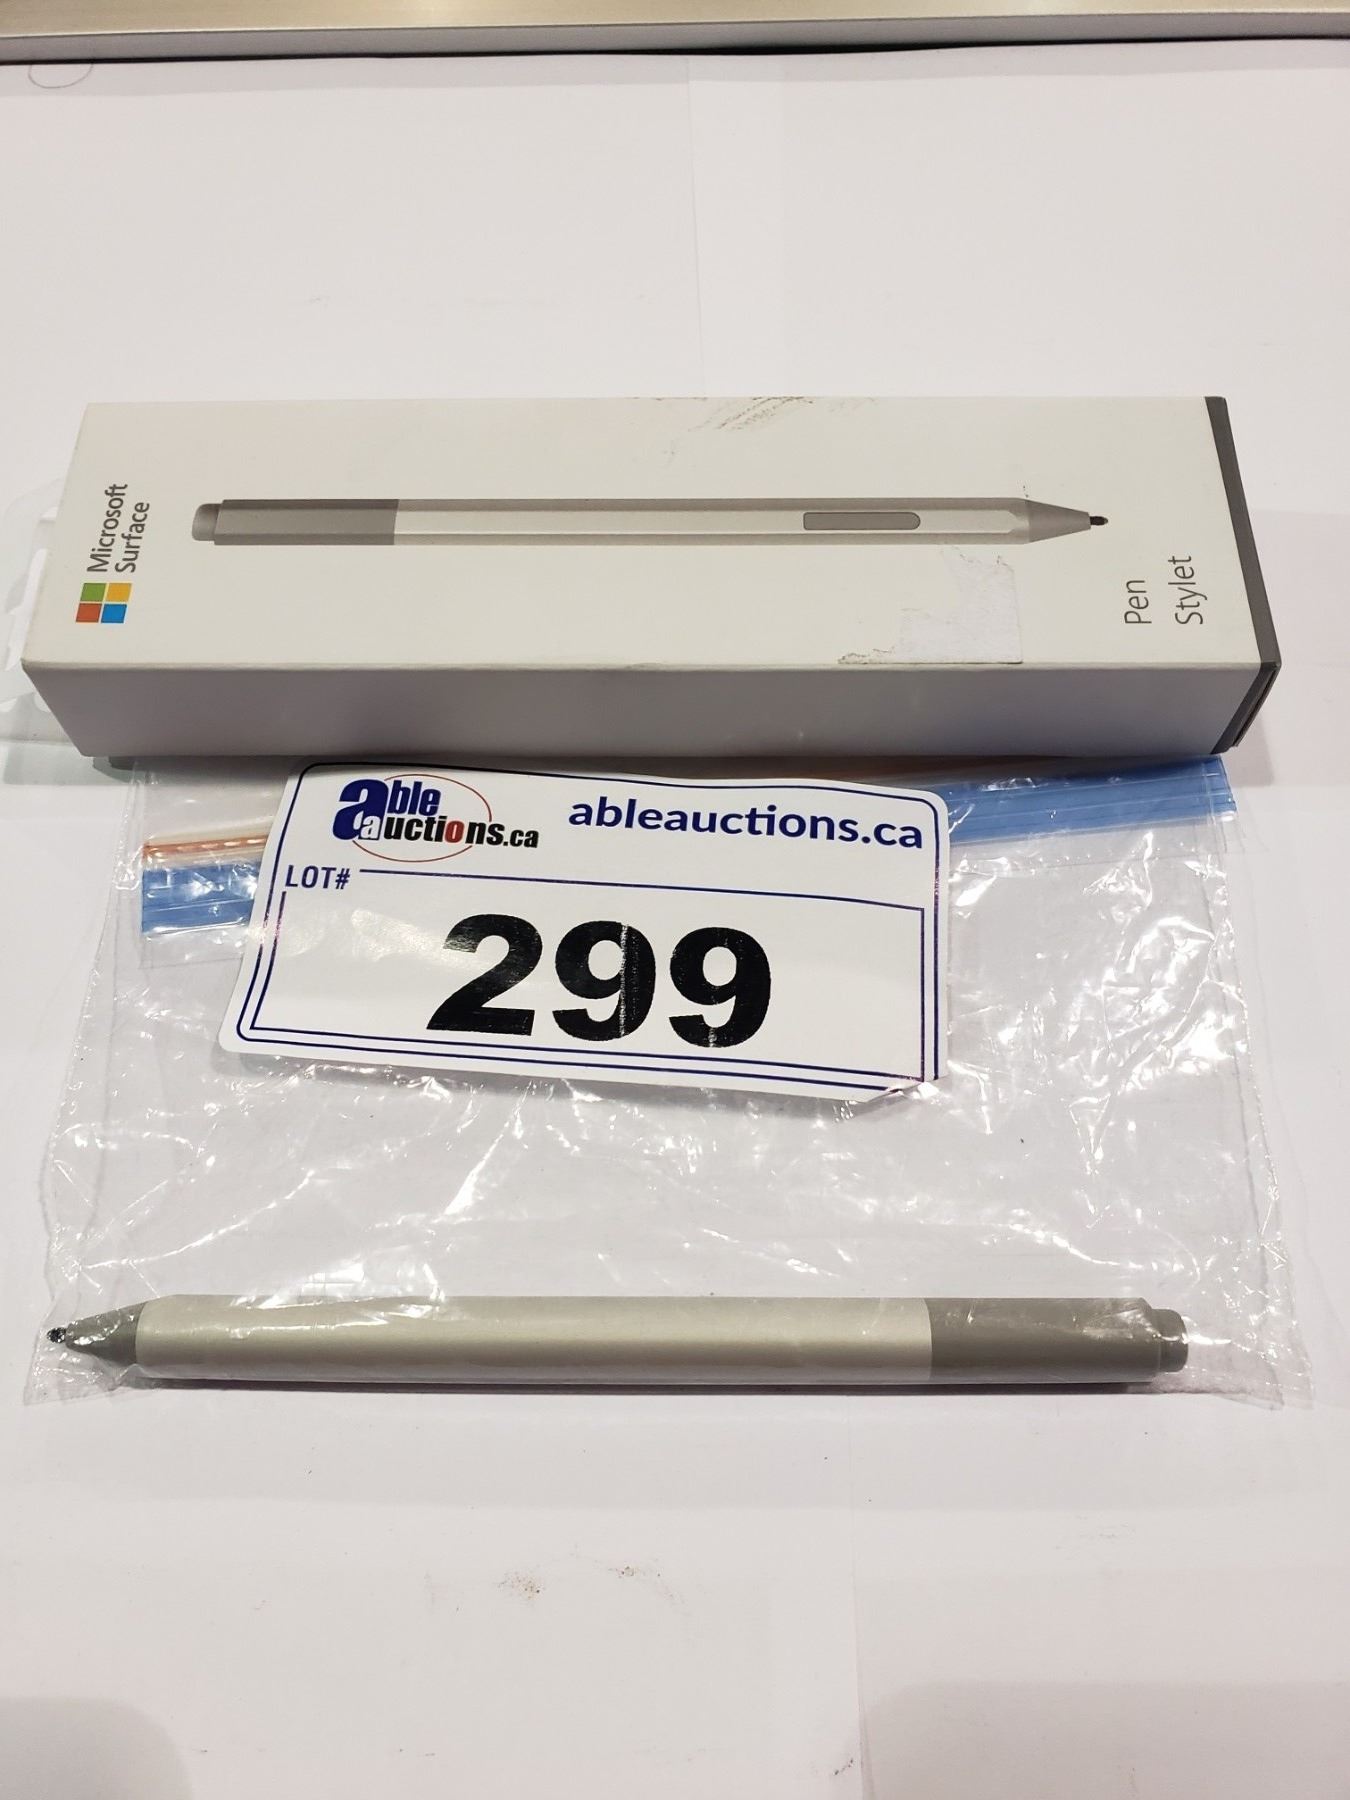 Microsoft
Surface
Pen
Stylet
able
auctions.ca
ableauctions.ca
LOT#
299